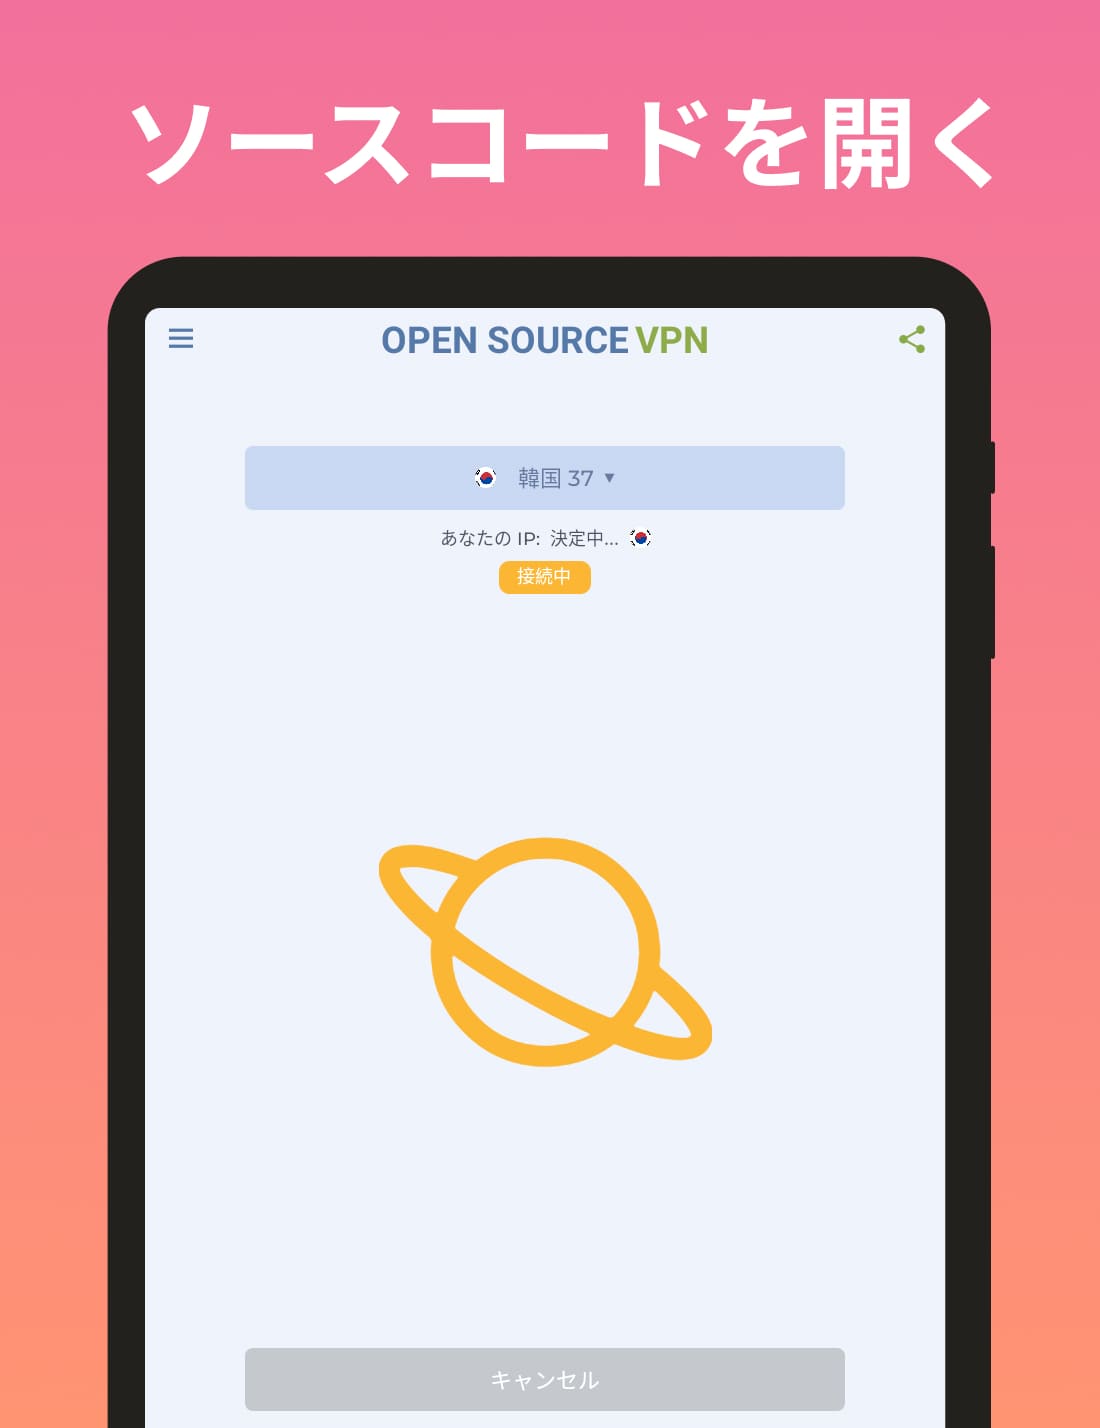 ソースコードを開く
OPEN SOURCE VPN
韓国 37 ▼
あなたの IP: 決定中...
接続中
キャンセル